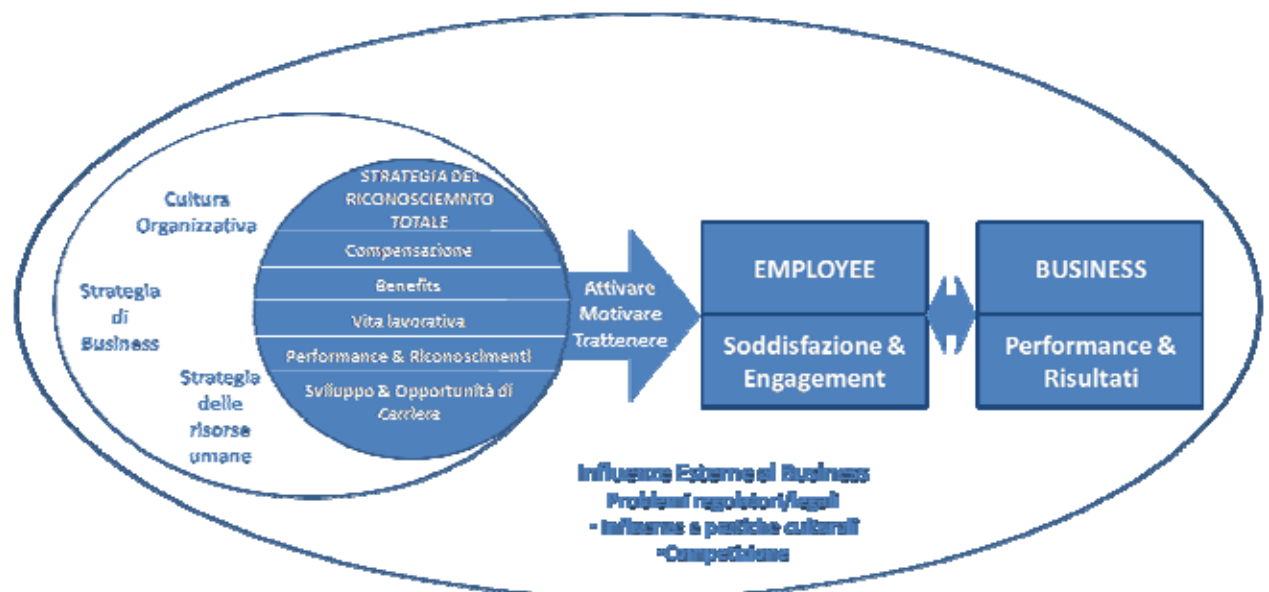 Cultura
Organizzativa
Strategia
di
Business
Strategia
delle
risorse
umane
STRATEGIA DEL
RICONOSCIEMNTO
TOTALE
Compensazione
Benefits
Vita lavorativa
Performance & Riconoscimenti
Sviluppo & Opportunità di
Carriera
Attivare
Motivare
Trattenere
EMPLOYEE
Soddisfazione &
Engagement
BUSINESS
Performance &
Risultati
Influenze Esterne al Business
Problemi regolatori/legali
- Influenze e pratiche culturali
-Competizione